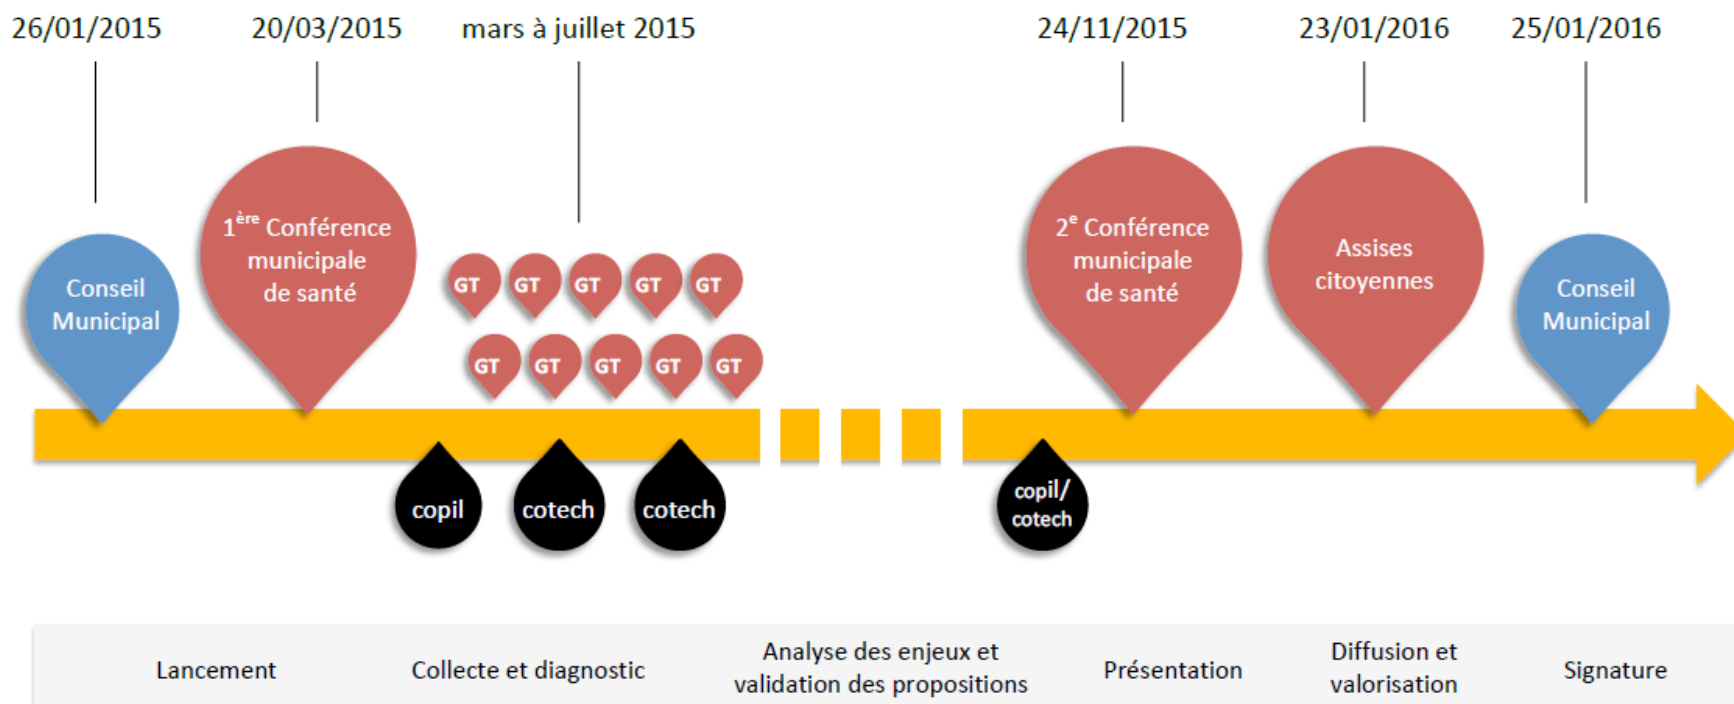 26/01/2015
20/03/2015
mars à juillet 2015
24/11/2015
23/01/2016
25/01/2016
Conseil
Municipal
1ère Conférence
municipale
de santé
GT GT GT GT GT
GT GT GT GT GT
2e Conférence
municipale
de santé
Assises
citoyennes
Conseil
Municipal
copil
cotech
cotech
copil/
cotech
Lancement
Collecte et diagnostic
Analyse des enjeux et
validation des propositions
Présentation
Diffusion et
valorisation
Signature